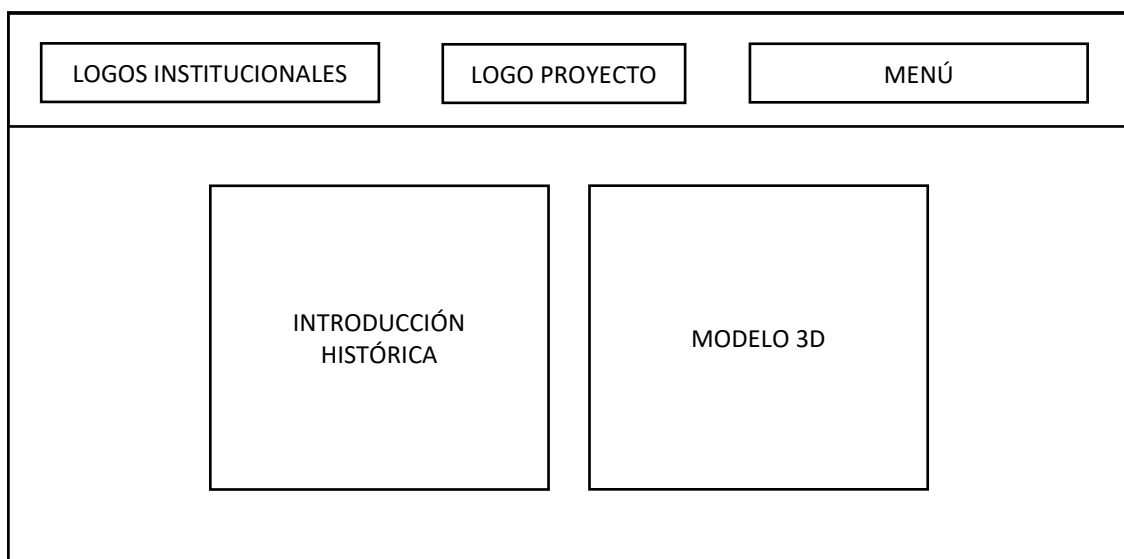 LOGOS INSTITUCIONALES
LOGO PROYECTO
MENÚ
INTRODUCCIÓN
HISTÓRICA
MODELO 3D